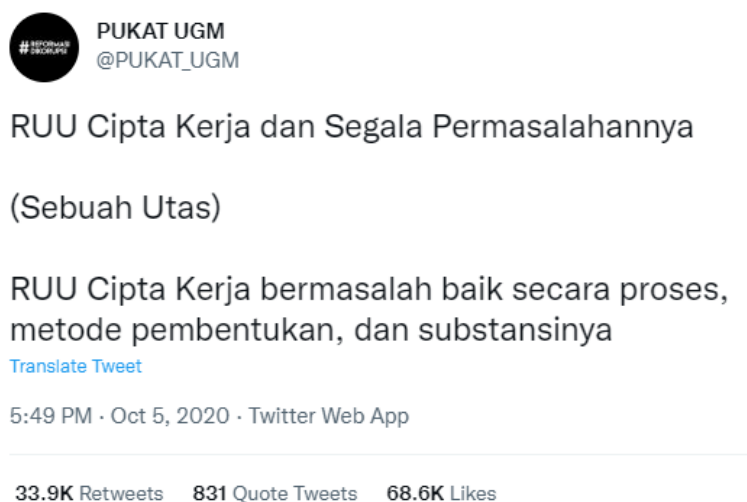 #REFORMASI
DIKORUPSI
PUKAT UGM
@PUKAT_UGM
RUU Cipta Kerja dan Segala Permasalahannya
(Sebuah Utas)
RUU Cipta Kerja bermasalah baik secara proses,
metode pembentukan, dan substansinya
Translate Tweet
5:49 PM · Oct 5, 2020 · Twitter Web App
33.9K Retweets 831 Quote Tweets 68.6K Likes